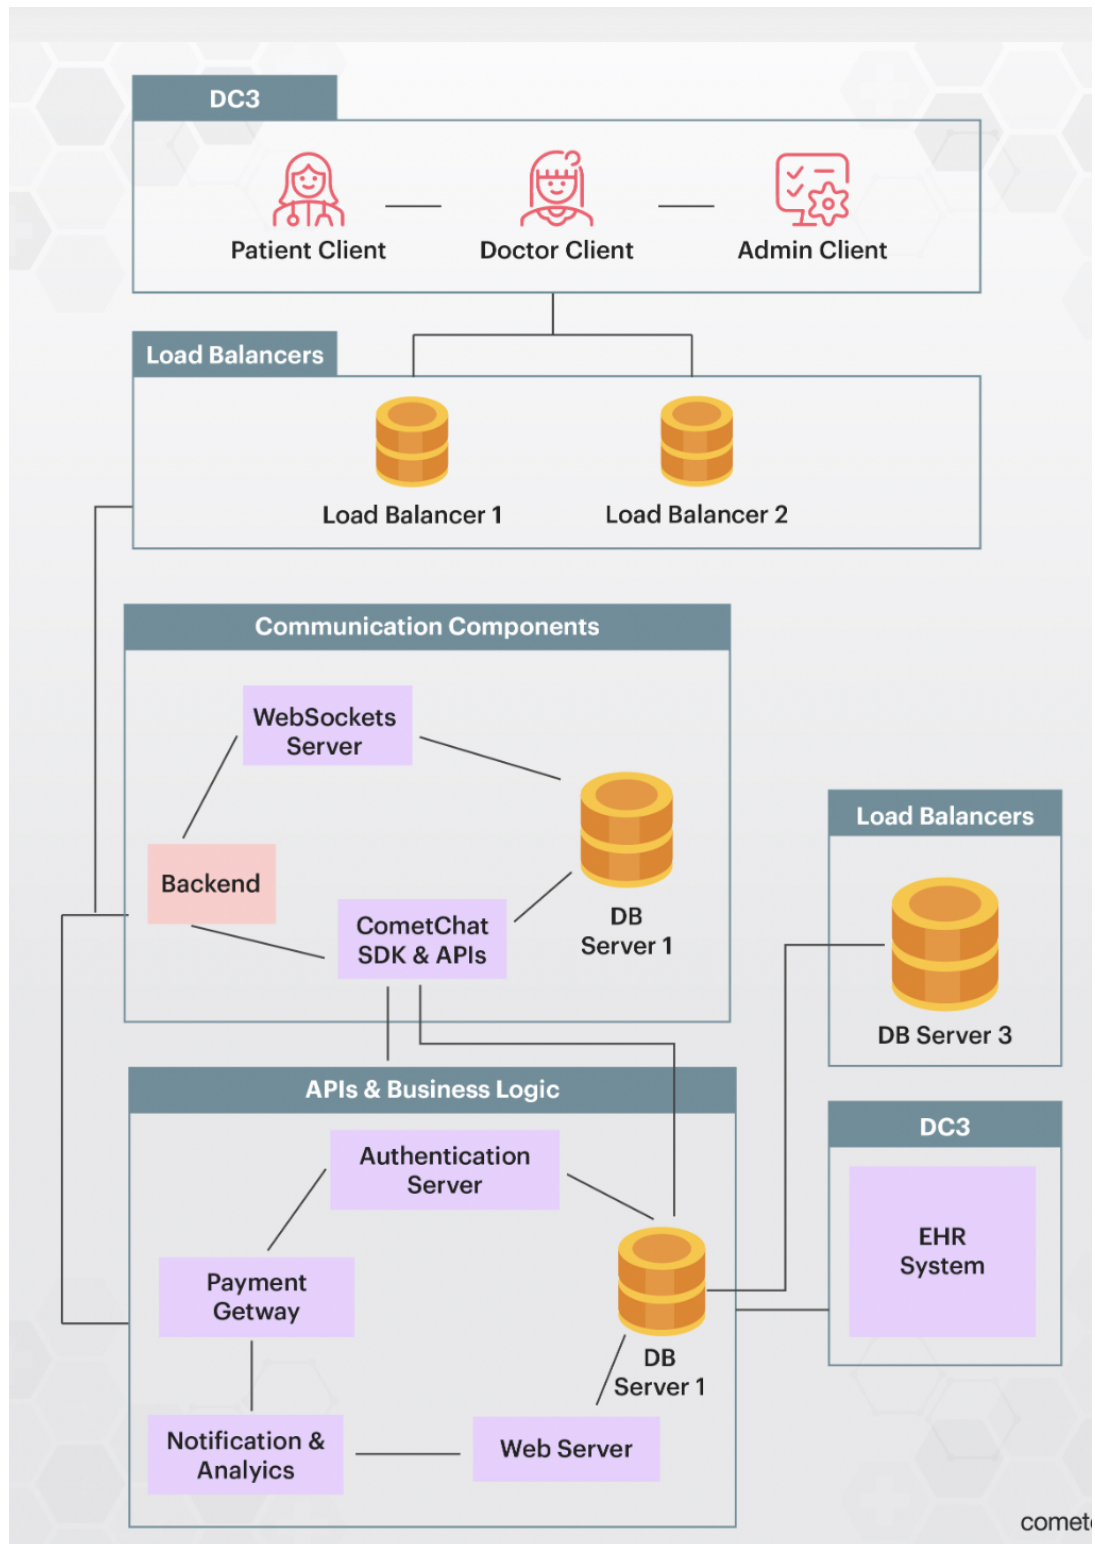 DC3
Patient Client
Doctor Client
Admin Client
Load Balancers
Load Balancer 1
Load Balancer 2
Communication Components
WebSockets
Server
Backend
CometChat
SDK & APIs
DB
Server 1
Load Balancers
DB Server 3
APIs & Business Logic
Authentication
Server
Payment
Getway
Notification &
Analyics
Web Server
DB
Server 1
DC3
EHR
System